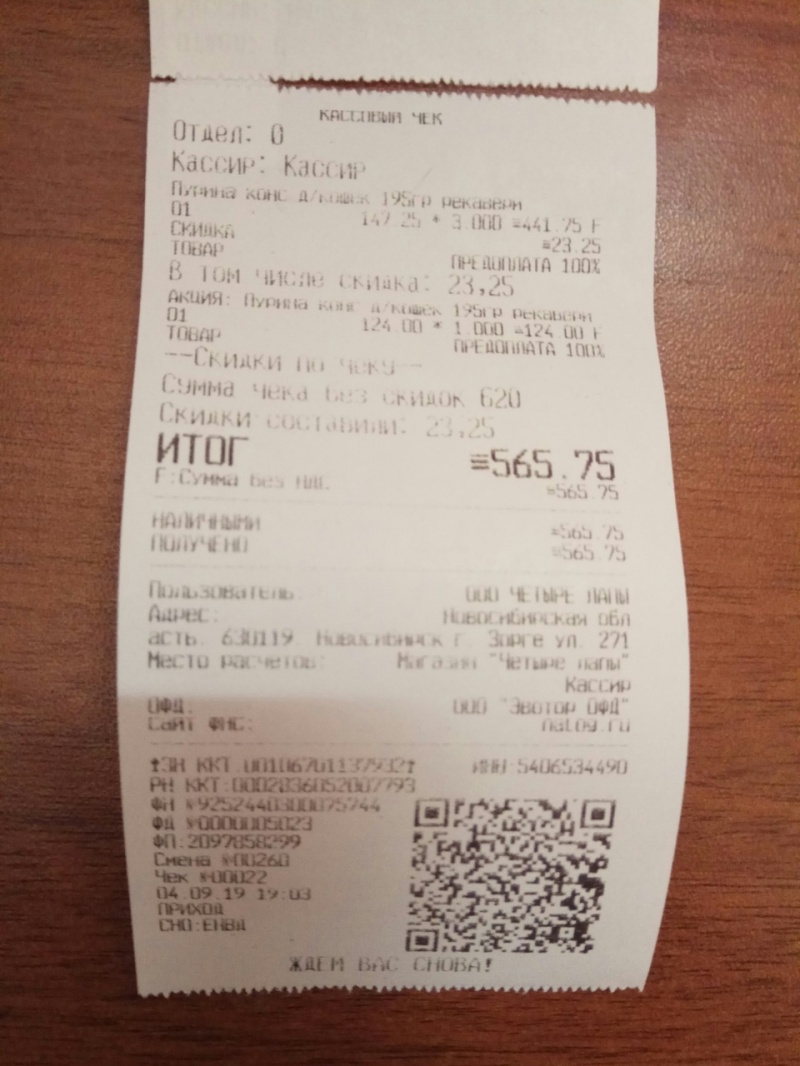 КАССОВЫЙ ЧЕК
Отдел: 0
Кассир: Кассир
Пурина конс д/кошек 195гр рекавери
01 147.25 * 3.000 =441.75 F
СКИДКА =23.25
ТОВАР ПРЕДОПЛАТА 100%
В том числе скидка: 23,25
АКЦИЯ: Пурина конс д/кошек 195гр рекавери
01 124.00 * 1.000 =124.00 F
ТОВАР ПРЕДОПЛАТА 100%
--Скидки по чеку--
Сумма чека без скидок 620
Скидки составили: 23,25
ИТОГ =565.75
F:Сумма без НДС =565.75
НАЛИЧНЫМИ =565.75
ПОЛУЧЕНО =565.75
Пользователь: ООО ЧЕТЫРЕ ЛАПЫ
Адрес: Новосибирская обл
асть. 630119. Новосибирск г. Зорге ул. 271
Место расчетов: Магазин "Четыре лапы"
Кассир
ОФД: ООО "Эвотор ОФД"
Сайт ФНС: nalog.ru
ЗН ККТ:00106701137932 ИНН:5406534490
РН ККТ:0002836052007793
ФН №9252440300075744
ФД №0000005023
ФП:2097858299
Смена №00260
Чек №00022
04.09.19 19:03
ПРИХОД
СНО:ЕНВД
ЖДЕМ ВАС СНОВА!